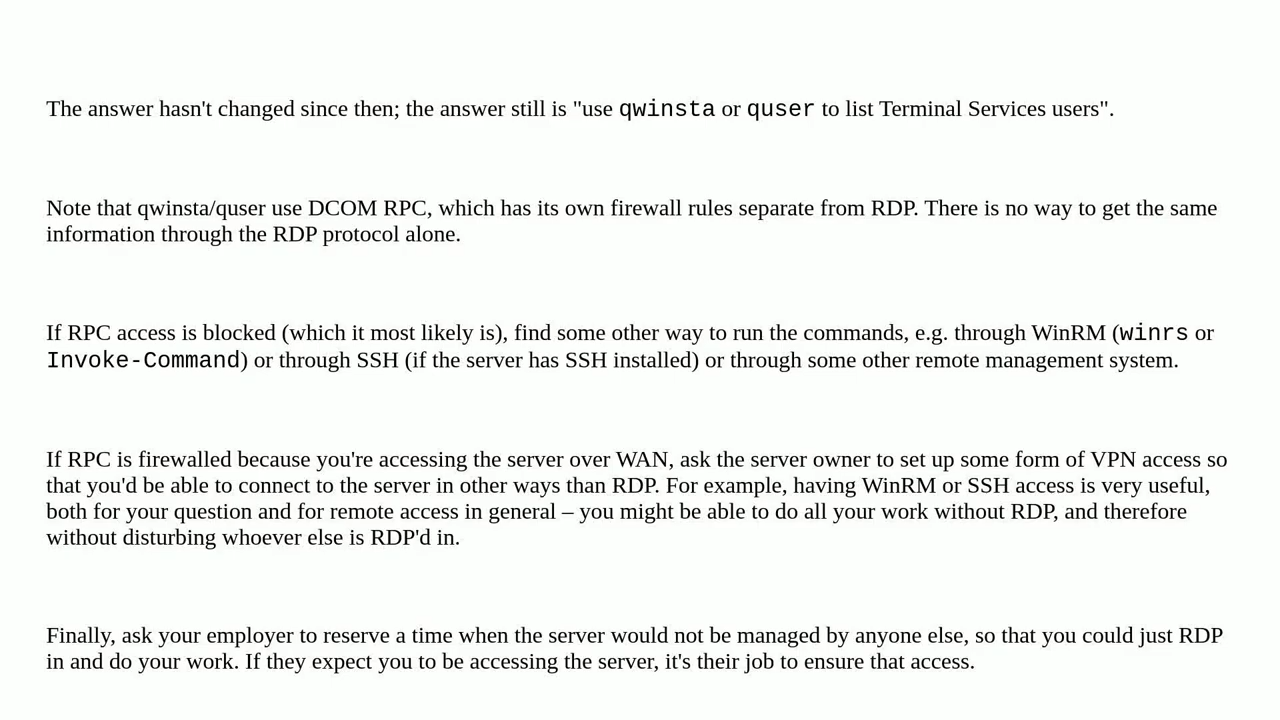 The answer hasn't changed since then; the answer still is "use qwinsta or quser to list Terminal Services users".
Note that qwinsta/quser use DCOM RPC, which has its own firewall rules separate from RDP. There is no way to get the same
information through the RDP protocol alone.
If RPC access is blocked (which it most likely is), find some other way to run the commands, e.g. through WinRM (winrs or
Invoke-Command) or through SSH (if the server has SSH installed) or through some other remote management system.
If RPC is firewalled because you're accessing the server over WAN, ask the server owner to set up some form of VPN access so
that you'd be able to connect to the server in other ways than RDP. For example, having WinRM or SSH access is very useful,
both for your question and for remote access in general – you might be able to do all your work without RDP, and therefore
without disturbing whoever else is RDP'd in.
Finally, ask your employer to reserve a time when the server would not be managed by anyone else, so that you could just RDP
in and do your work. If they expect you to be accessing the server, it's their job to ensure that access.